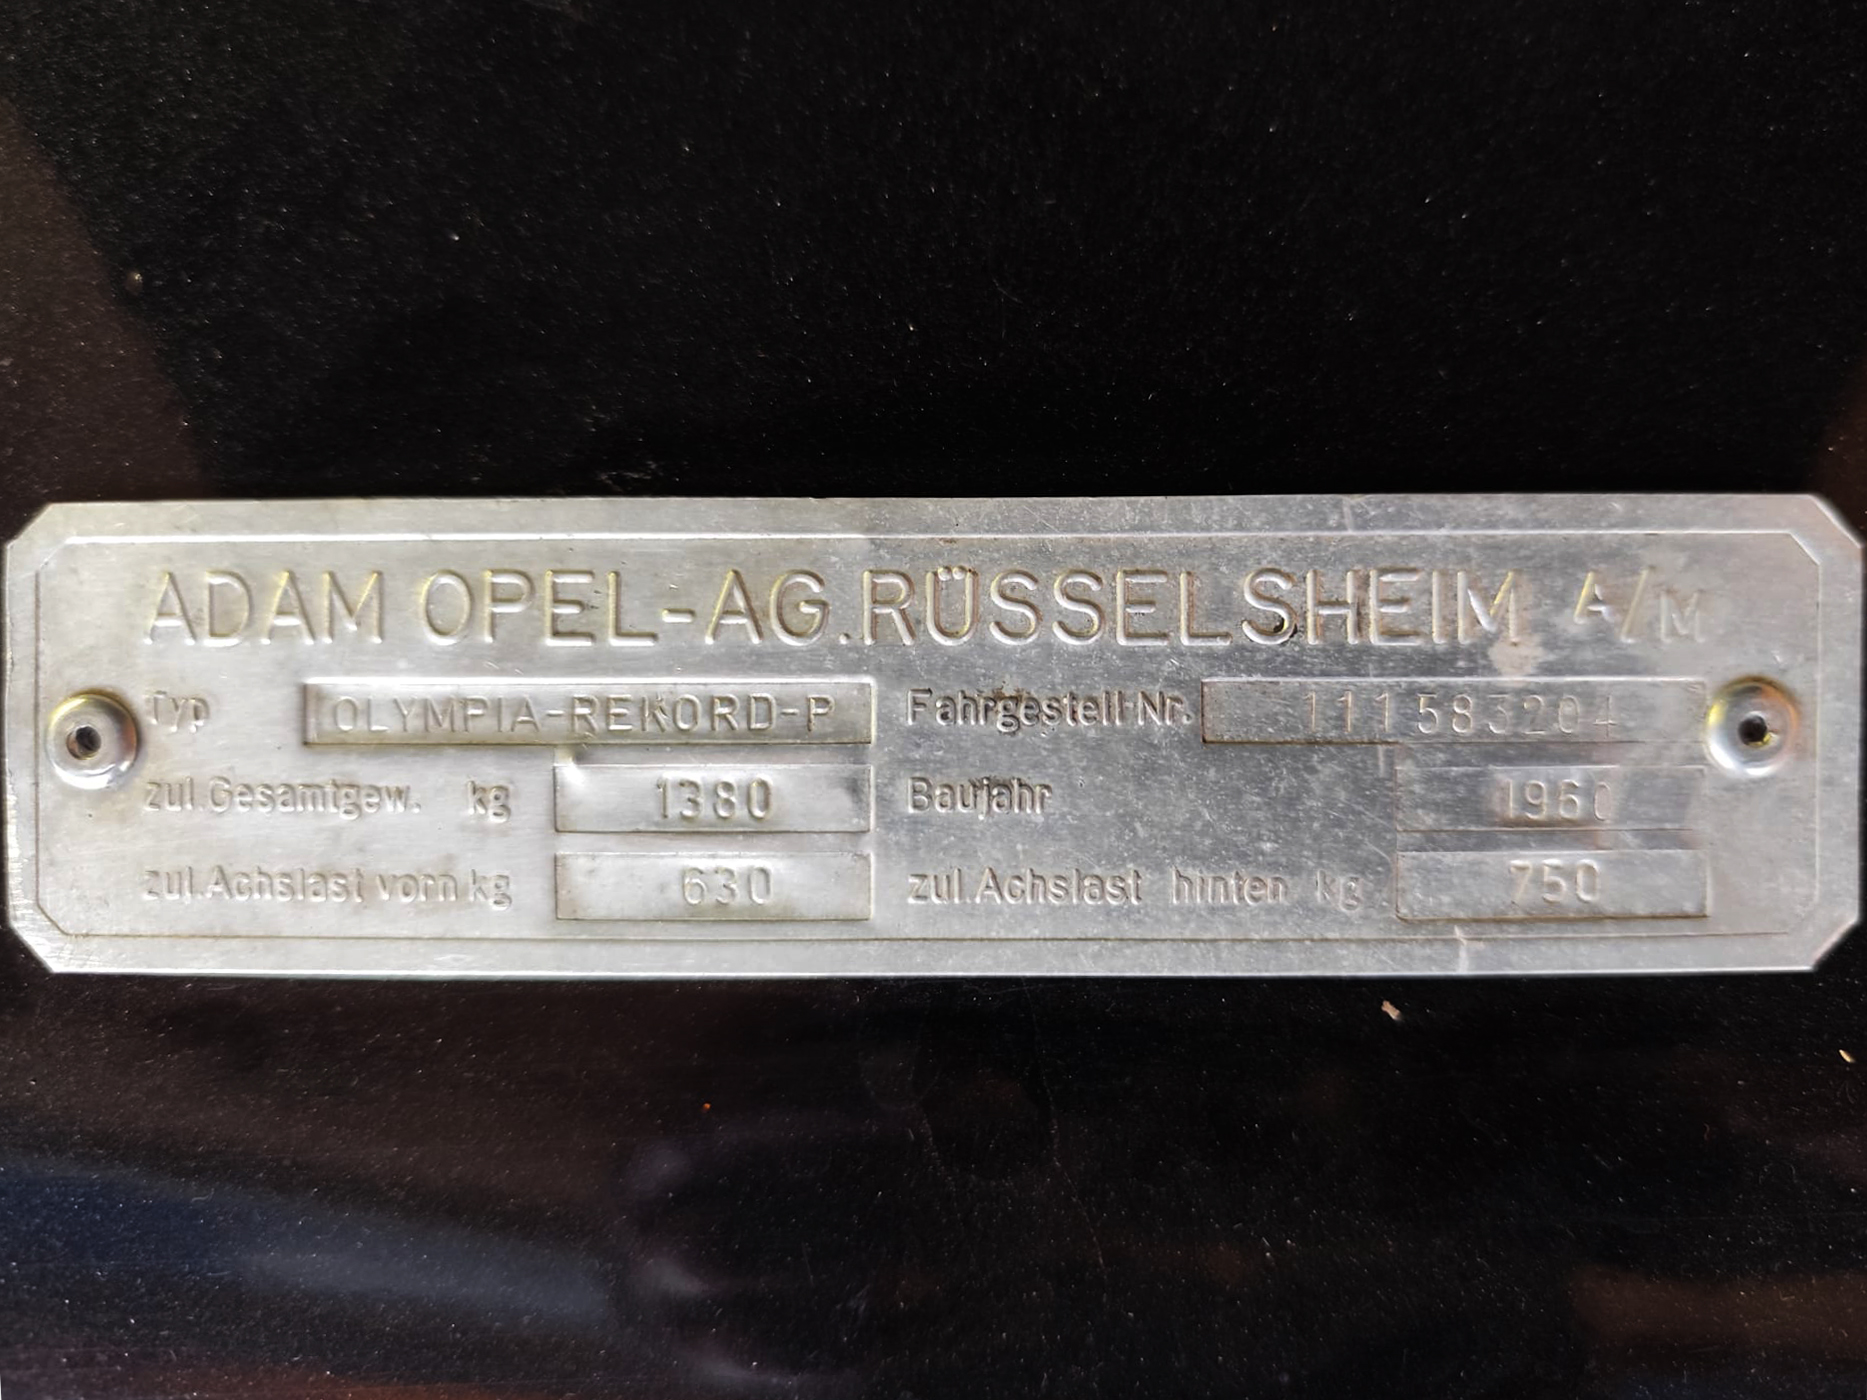 ADAM OPEL-AG.RÜSSELSHEIM A/M
Typ OLYMPIA-REKORD-P Fahrgestell Nr. 111583204
zul.Gesamtgew. kg 1380 Baujahr 1960
zul.Achslast vorn kg 630 zul.Achslast hinten kg 750